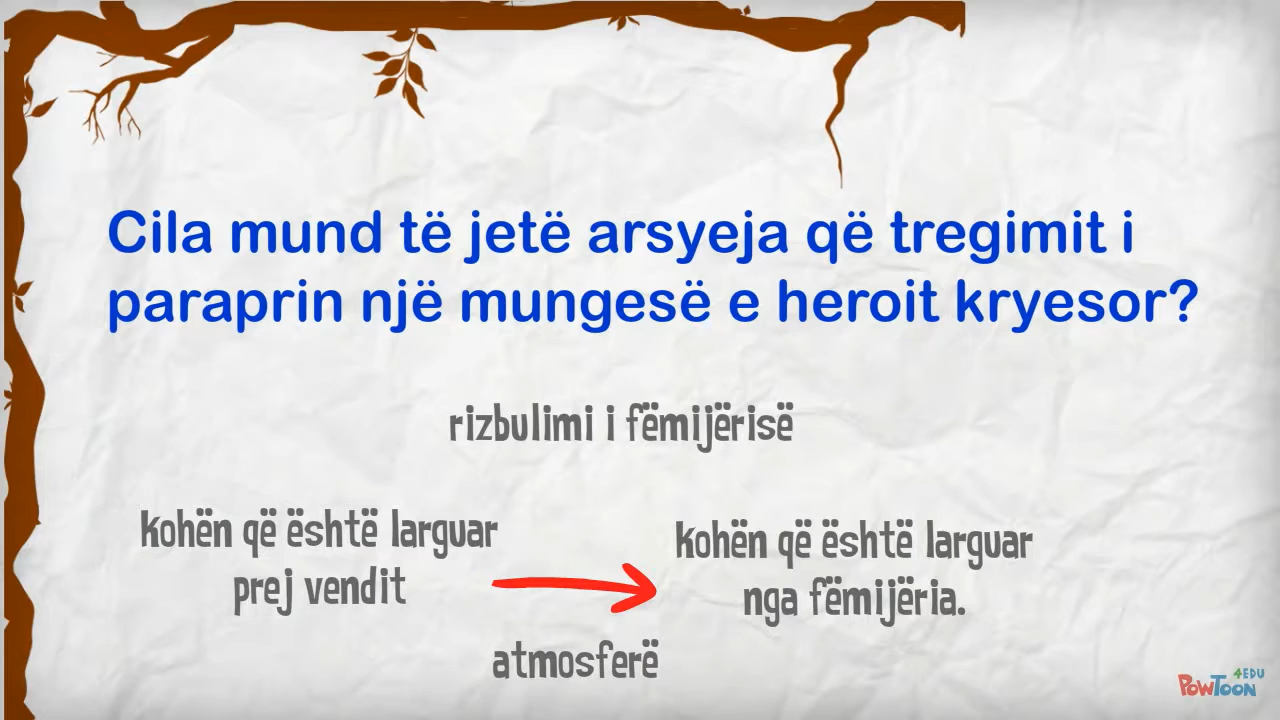 Cila mund të jetë arsyeja që tregimit i
paraprin një mungesë e heroit kryesor?
rizbulimi i fëmijërisë
kohën që është larguar
prej vendit
kohën që është larguar
nga fëmijëria.
atmosferë
4EDU
POWTOON